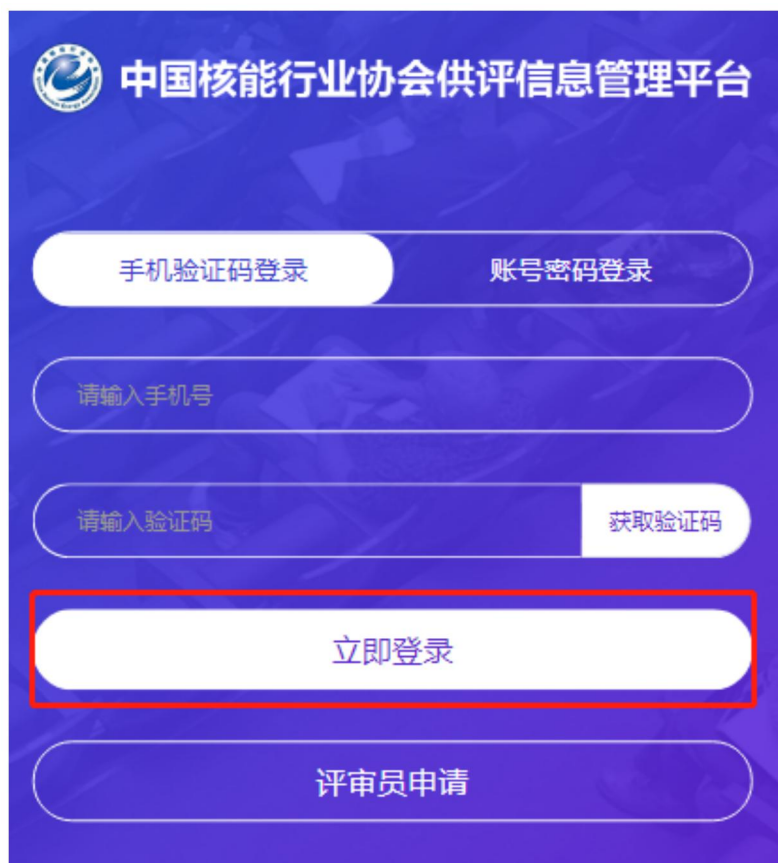 中国核能行业协会供评信息管理平台
手机验证码登录 账号密码登录
请输入手机号
请输入验证码 获取验证码
立即登录
评审员申请